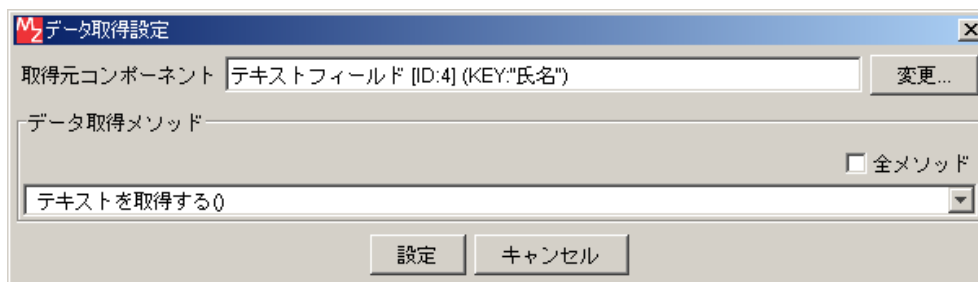 MZ データ取得設定
取得元コンポーネント テキストフィールド [ID:4] (KEY:"氏名") 変更...
データ取得メソッド
全メソッド
テキストを取得する()
設定 キャンセル